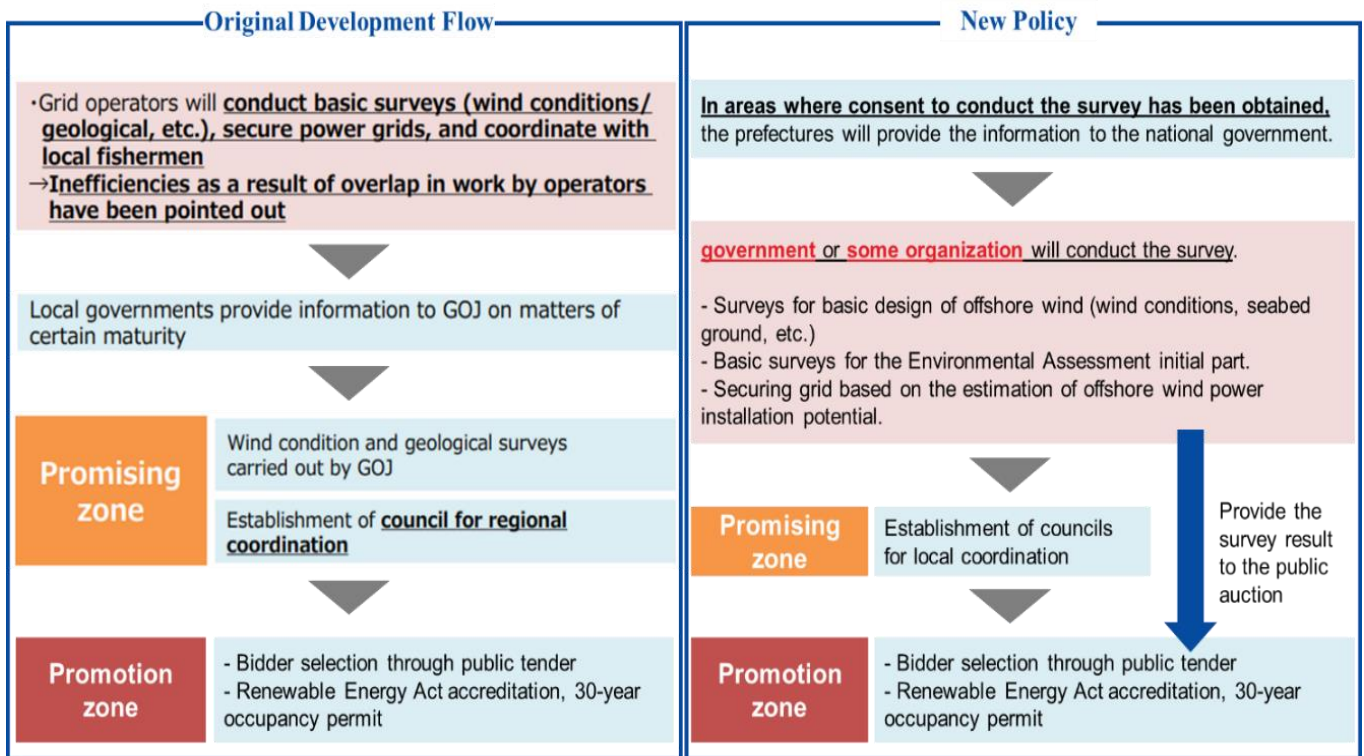 Original Development Flow
・Grid operators will conduct basic surveys (wind conditions/
geological, etc.), secure power grids, and coordinate with
local fishermen
→Inefficiencies as a result of overlap in work by operators
have been pointed out
Local governments provide information to GOJ on matters of
certain maturity
Promising
zone
Wind condition and geological surveys
carried out by GOJ
Establishment of council for regional
coordination
Promotion
zone
- Bidder selection through public tender
- Renewable Energy Act accreditation, 30-year
occupancy permit
New Policy
In areas where consent to conduct the survey has been obtained,
the prefectures will provide the information to the national government.
government or some organization will conduct the survey.
- Surveys for basic design of offshore wind (wind conditions, seabed
ground, etc.)
- Basic surveys for the Environmental Assessment initial part.
- Securing grid based on the estimation of offshore wind power
installation potential.
Promising
zone
Establishment of councils
for local coordination
Provide the
survey result
to the public
auction
Promotion
zone
- Bidder selection through public tender
- Renewable Energy Act accreditation, 30-year
occupancy permit